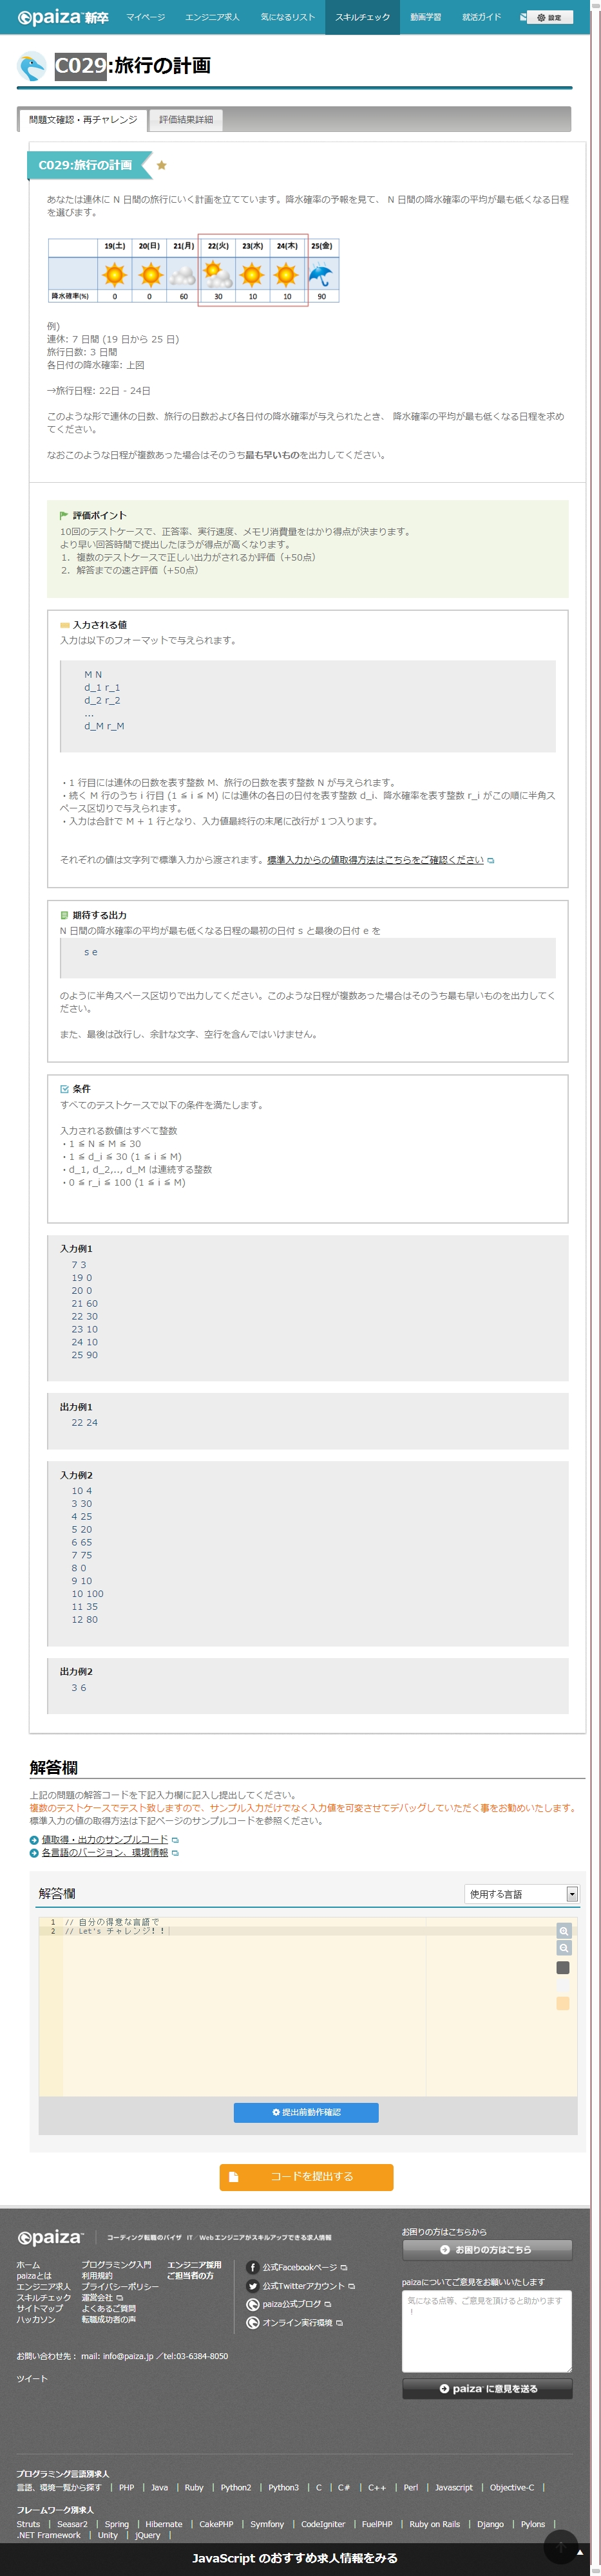 paiza 新卒 マイページ エンジニア求人 気になるリスト スキルチェック 動画学習 就活ガイド 設定
C029:旅行の計画
問題文確認・再チャレンジ 評価結果詳細
C029:旅行の計画
あなたは連休に N 日間の旅行にいく計画を立てています。降水確率の予報を見て、 N 日間の降水確率の平均が最も低くなる日程
を選びます。
19(土) 20(日) 21(月) 22(火) 23(水) 24(木) 25(金)
降水確率(%) 0 0 60 30 10 10 90
例)
連休: 7 日間 (19 日から 25 日)
旅行日数: 3 日間
各日付の降水確率: 上図
→旅行日程: 22日 - 24日
このような形で連休の日数、旅行の日数および各日付の降水確率が与えられたとき、 降水確率の平均が最も低くなる日程を求め
てください。
なおこのような日程が複数あった場合はそのうち最も早いものを出力してください。
評価ポイント
10回のテストケースで、正答率、実行速度、メモリ消費量をはかり得点が決まります。
より早い回答時間で提出したほうが得点が高くなります。
1．複数のテストケースで正しい出力がされるか評価（+50点）
2．解答までの速さ評価（+50点）
入力される値
入力は以下のフォーマットで与えられます。
M N
d_1 r_1
d_2 r_2
...
d_M r_M
・1 行目には連休の日数を表す整数 M、旅行の日数を表す整数 N が与えられます。
・続く M 行のうち i 行目 (1 ≦ i ≦ M) には連休の各日の日付を表す整数 d_i、降水確率を表す整数 r_i がこの順に半角ス
ペース区切りで与えられます。
・入力は合計で M + 1 行となり、入力値最終行の末尾に改行が 1 つ入ります。
それぞれの値は文字列で標準入力から渡されます。標準入力からの値取得方法はこちらをご確認ください
期待する出力
N 日間の降水確率の平均が最も低くなる日程の最初の日付 s と最後の日付 e を
s e
のように半角スペース区切りで出力してください。このような日程が複数あった場合はそのうち最も早いものを出力してく
ださい。
また、最後は改行し、余計な文字、空行を含んではいけません。
条件
すべてのテストケースで以下の条件を満たします。
入力される数値はすべて整数
・1 ≦ N ≦ M ≦ 30
・1 ≦ d_i ≦ 30 (1 ≦ i ≦ M)
・d_1, d_2,.., d_M は連続する整数
・0 ≦ r_i ≦ 100 (1 ≦ i ≦ M)
入力例1
7 3
19 0
20 0
21 60
22 30
23 10
24 10
25 90
出力例1
22 24
入力例2
10 4
3 30
4 25
5 20
6 65
7 75
8 0
9 10
10 100
11 35
12 80
出力例2
3 6
解答欄
上記の問題の解答コードを下記入力欄に記入し提出してください。
複数のテストケースでテスト致しますので、サンプル入力だけでなく入力値を可変させてデバッグしていただく事をお勧めいたします。
標準入力の値の取得方法は下記ページのサンプルコードを参照ください。
値取得・出力のサンプルコード
各言語のバージョン、環境情報
解答欄 使用する言語
1 // 自分の得意な言語で
2 // Let's チャレンジ！！
提出前動作確認
コードを提出する
paiza コーディング転職のパイザ IT／Webエンジニアがスキルアップできる求人情報
ホーム プログラミング入門 エンジニア採用
paizaとは 利用規約 ご担当者の方
エンジニア求人 プライバシーポリシー
スキルチェック 運営会社
サイトマップ よくあるご質問
ハッカソン 転職成功者の声
公式Facebookページ
公式Twitterアカウント
paiza公式ブログ
オンライン実行環境
お困りの方はこちらから
お困りの方はこちら
paizaについてご意見をお願いいたします
気になる点等、ご意見を頂けると助かります
！
paiza に意見を送る
お問い合わせ先： mail: info@paiza.jp ／tel:03-6384-8050
ツイート
プログラミング言語別求人
言語、環境一覧から探す | PHP | Java | Ruby | Python2 | Python3 | C | C# | C++ | Perl | Javascript | Objective-C |
フレームワーク別求人
Struts | Seasar2 | Spring | Hibernate | CakePHP | Symfony | CodeIgniter | FuelPHP | Ruby on Rails | Django | Pylons |
.NET Framework | Unity | jQuery |
JavaScript のおすすめ求人情報をみる